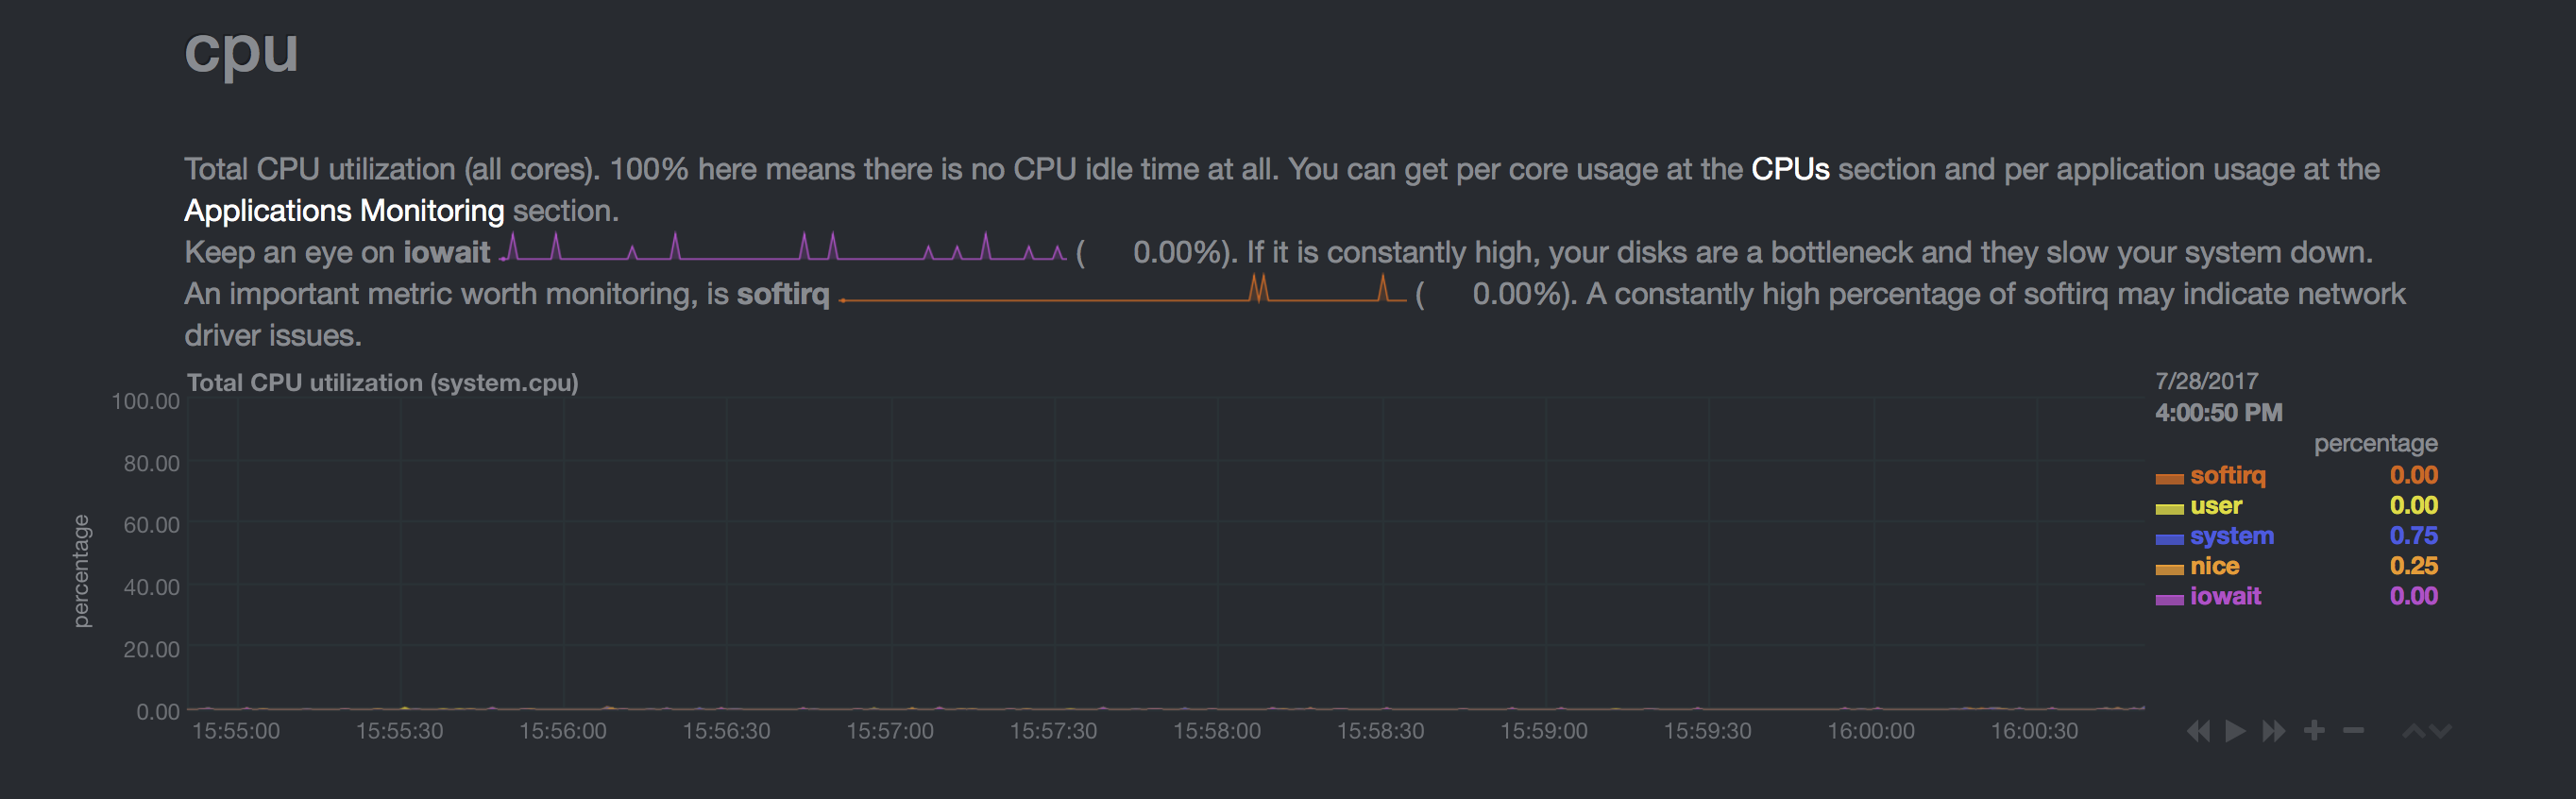 cpu
Total CPU utilization (all cores). 100% here means there is no CPU idle time at all. You can get per core usage at the CPUs section and per application usage at the
Applications Monitoring section.
Keep an eye on iowait ( 0.00%). If it is constantly high, your disks are a bottleneck and they slow your system down.
An important metric worth monitoring, is softirq ( 0.00%). A constantly high percentage of softirq may indicate network
driver issues.
Total CPU utilization (system.cpu)
7/28/2017
4:00:50 PM
percentage
softirq 0.00
user 0.00
system 0.75
nice 0.25
iowait 0.00
percentage
100.00
80.00
60.00
40.00
20.00
0.00
15:55:00 15:55:30 15:56:00 15:56:30 15:57:00 15:57:30 15:58:00 15:58:30 15:59:00 15:59:30 16:00:00 16:00:30